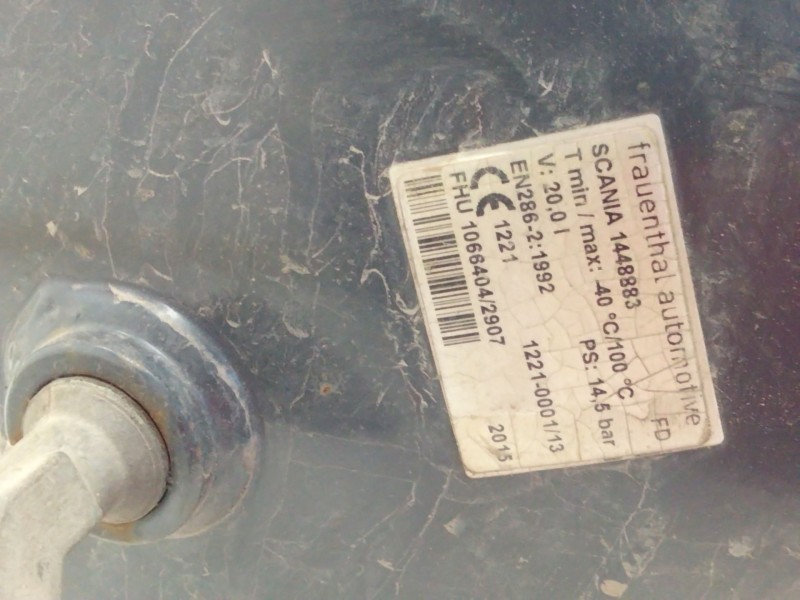 frauenthal automotive
FD
SCANIA 1448883
T min / max: -40 °C/100 °C
V: 20,0 l PS: 14,5 bar
EN286-2:1992 1221-0001/13
CE 1221 2015
FHU 1066404/2907